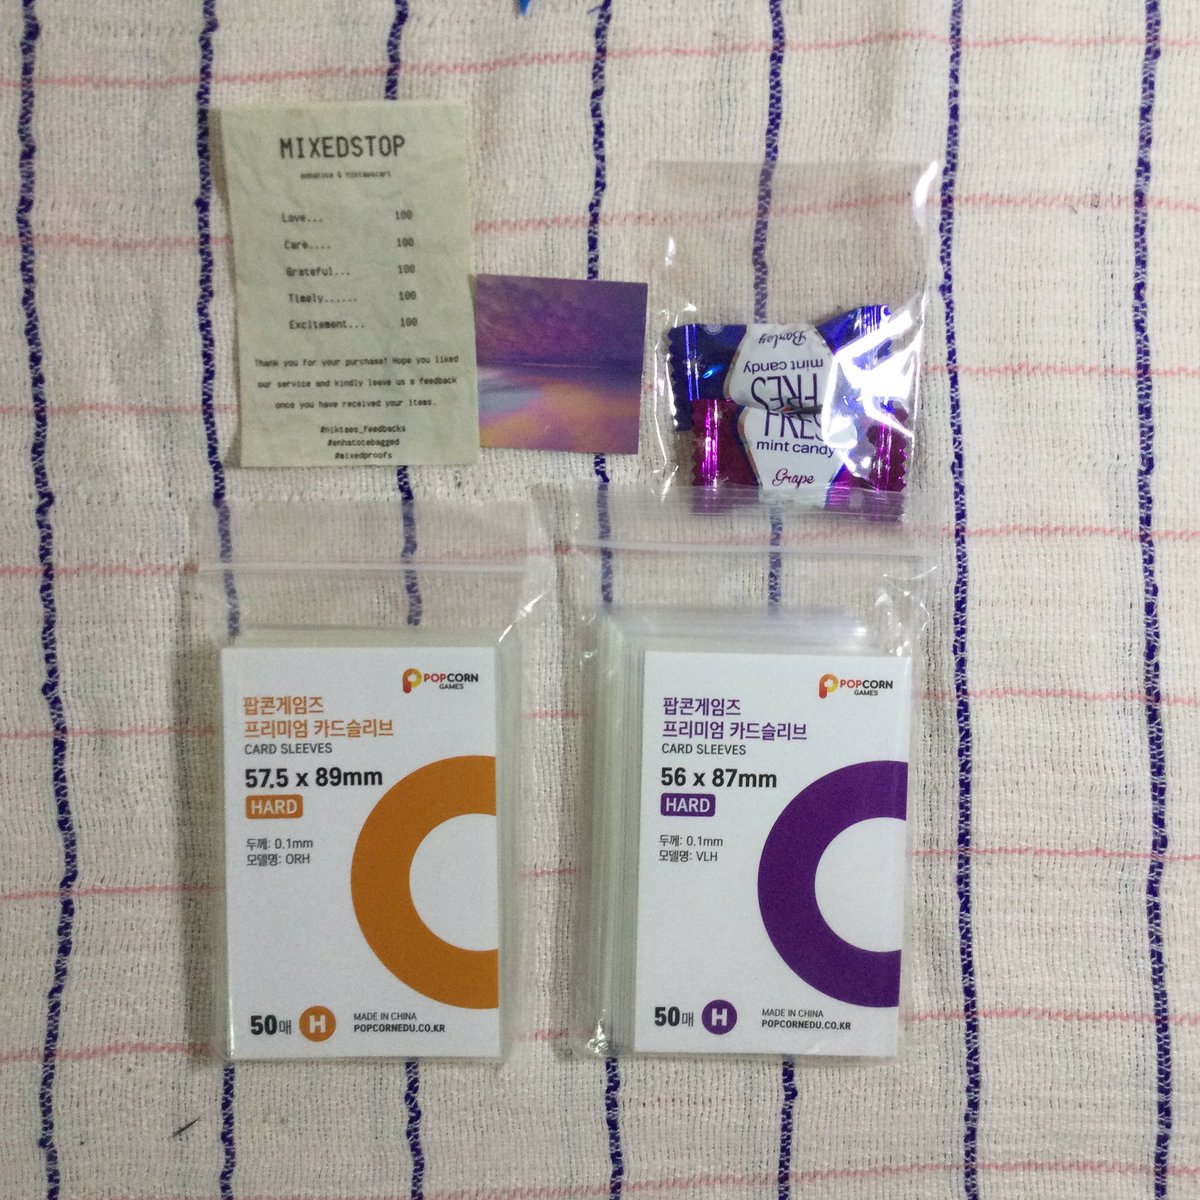 MIXEDSTOP
Love... 100
Care.... 100
Grateful... 100
Timely...... 100
Excitement... 100
Thank you for your purchase! Hope you liked
our service and kindly leave us a feedback
once you have received your items.
#niktaes_feedbacks
#anhatotebagged
#mixedproofs
Barley
mint candy
FRES
FRES
mint candy
Grape
POPCORN
GAMES
팝콘게임즈
프리미엄 카드슬리브
CARD SLEEVES
57.5 x 89mm
HARD
두께: 0.1mm
모델명: ORH
50매 H
MADE IN CHINA
POPCORNEDU.CO.KR
POPCORN
GAMES
팝콘게임즈
프리미엄 카드슬리브
CARD SLEEVES
56 x 87mm
HARD
두께: 0.1mm
모델명: VLH
50매 H
MADE IN CHINA
POPCORNEDU.CO.KR